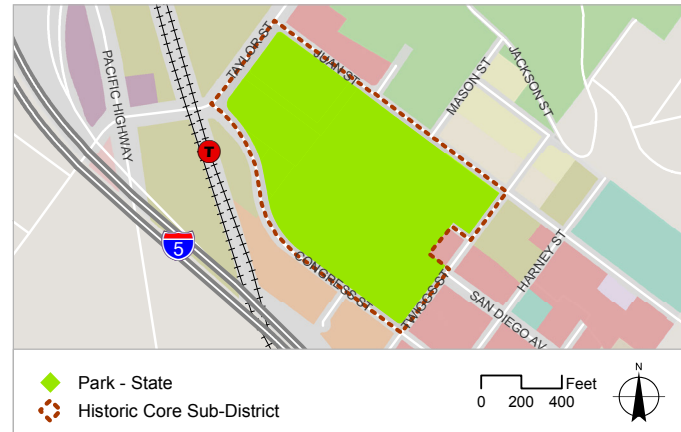 TAYLOR ST
JUAN ST
JACKSON ST
MASON ST
PACIFIC HIGHWAY
T
5
CONGRESS ST
TWIGGS ST
HARNEY ST
SAN DIEGO AV
Park - State
Historic Core Sub-District
Feet
0 200 400
N